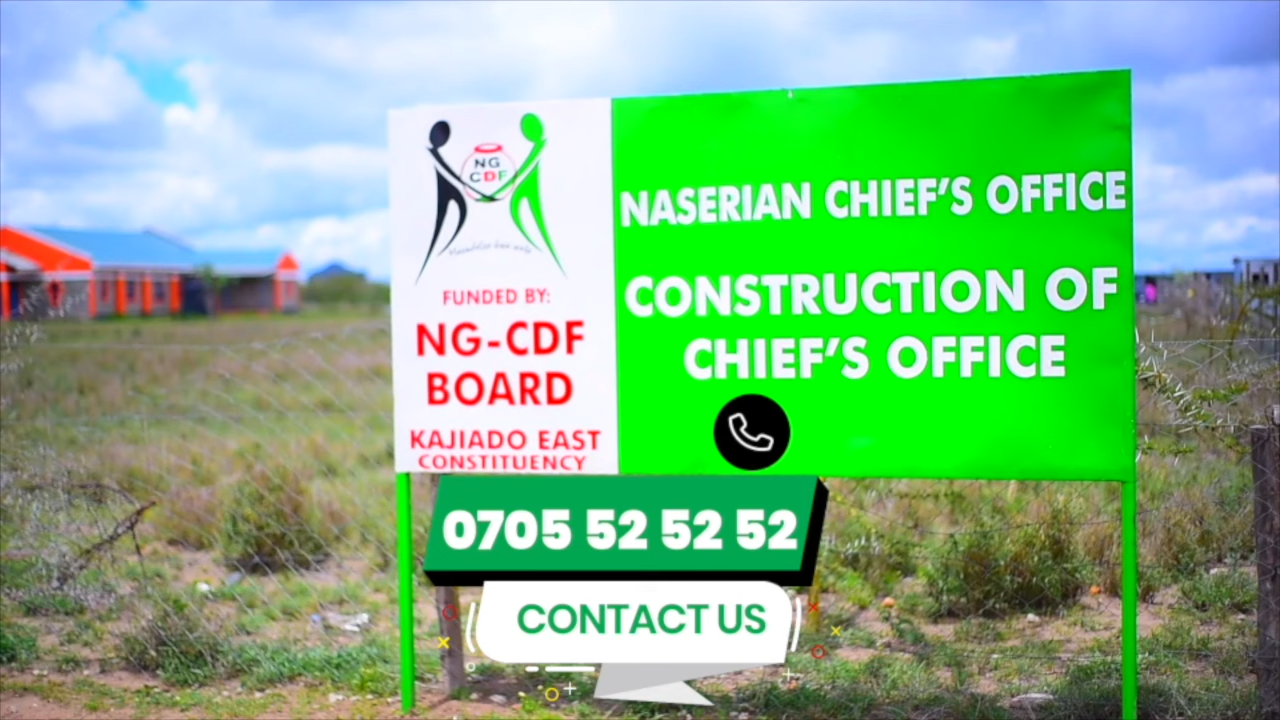 NG
CDF
FUNDED BY:
NG-CDF
BOARD
KAJIADO EAST
CONSTITUENCY
NASERIAN CHIEF'S OFFICE
CONSTRUCTION OF
CHIEF'S OFFICE
0705 52 52 52
CONTACT US